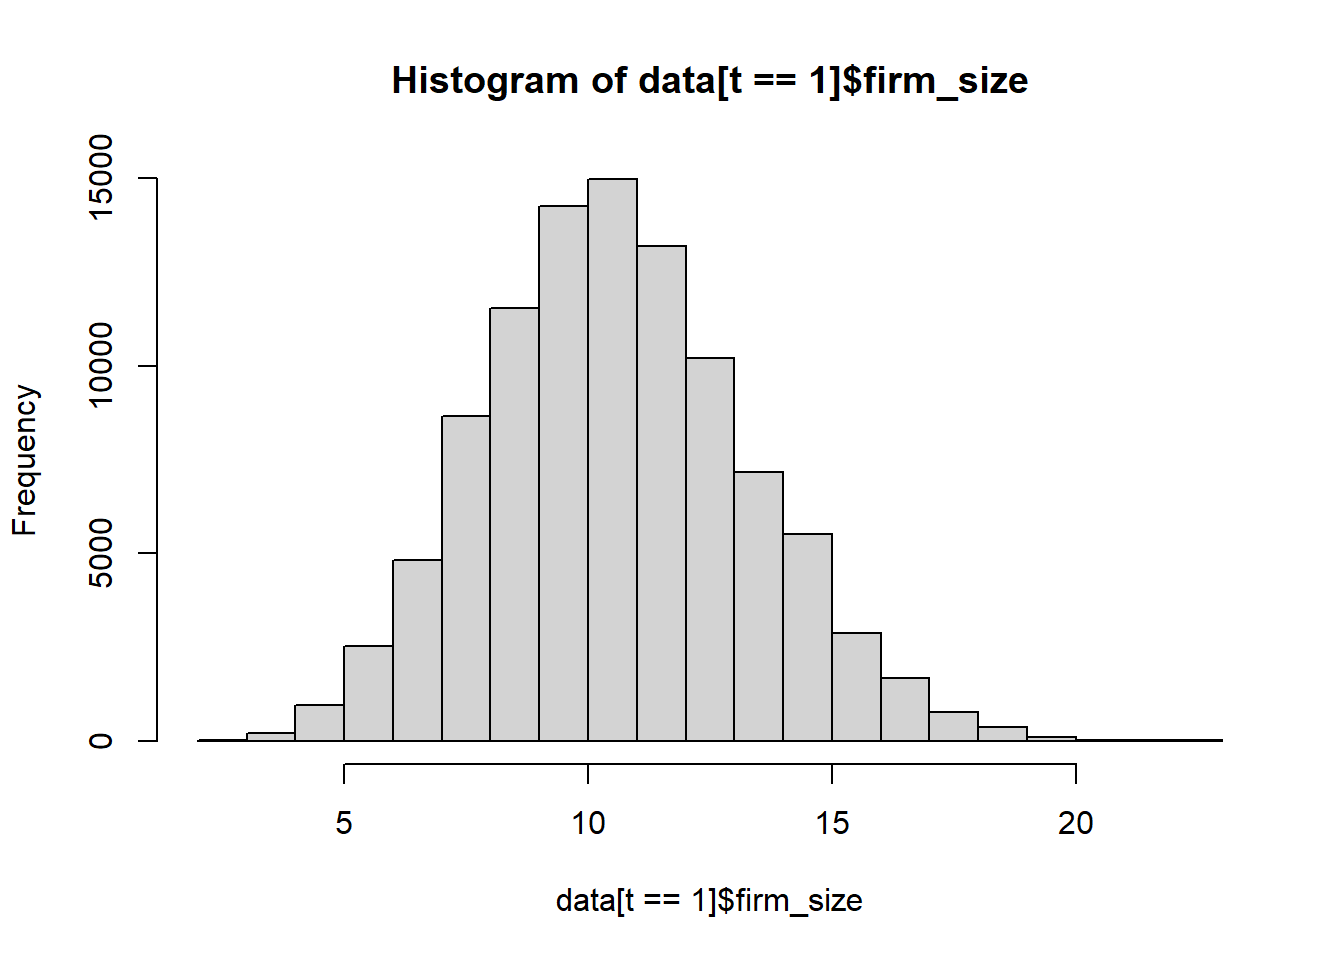 Histogram of data[t == 1]$firm_size
Frequency
15000
10000
5000
0
5 10 15 20
data[t == 1]$firm_size